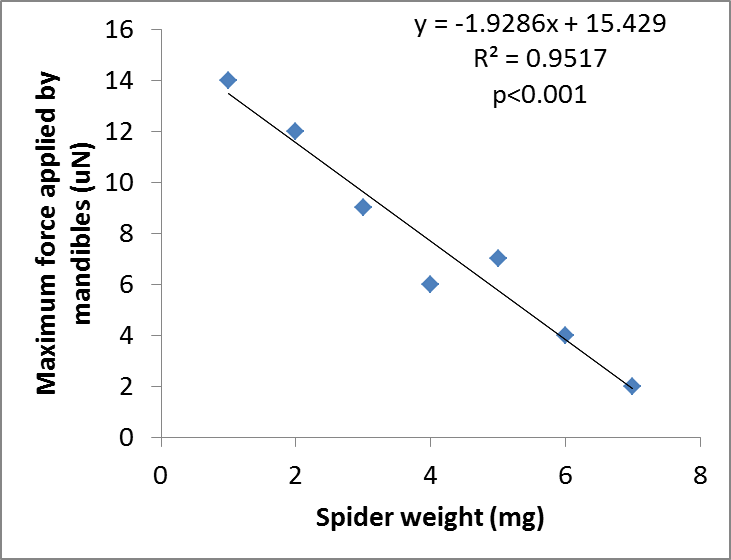 y = -1.9286x + 15.429
R² = 0.9517
p<0.001
16
14
12
10
8
6
4
2
0
Maximum force applied by
mandibles (uN)
0 2 4 6 8
Spider weight (mg)